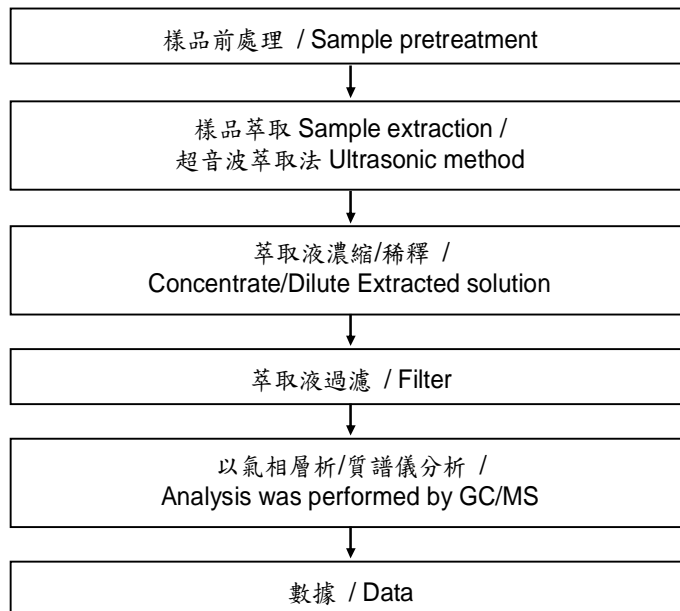 樣品前處理 / Sample pretreatment
樣品萃取 Sample extraction /
超音波萃取法 Ultrasonic method
萃取液濃縮/稀釋 /
Concentrate/Dilute Extracted solution
萃取液過濾 / Filter
以氣相層析/質譜儀分析 /
Analysis was performed by GC/MS
數據 / Data